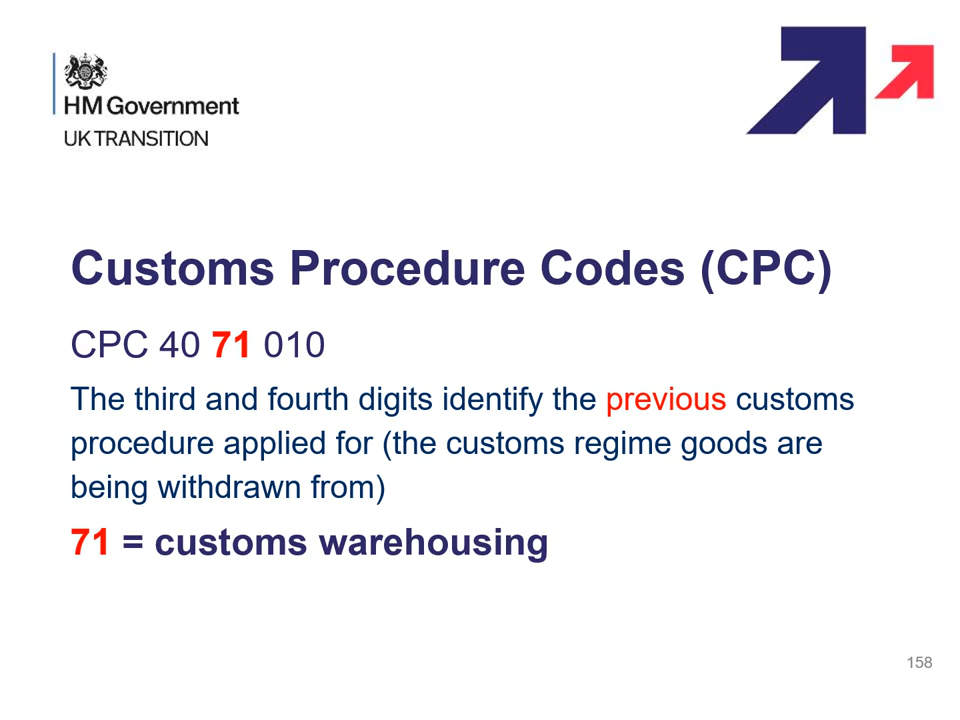 HM Government
UK TRANSITION
Customs Procedure Codes (CPC)
CPC 40 71 010
The third and fourth digits identify the previous customs
procedure applied for (the customs regime goods are
being withdrawn from)
71 = customs warehousing
158